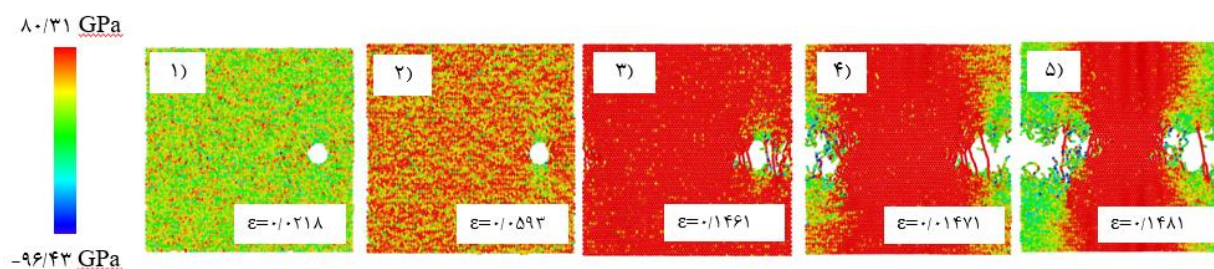 ۸۰/۳۱ GPa
۱)
۲)
۳)
۴)
۵)
ε=۰/۰۲۱۸
ε=۰/۰۵۹۳
ε=۰/۱۴۶۱
ε=۰/۰۱۴۷۱
ε=۰/۱۴۸۱
-۹۶/۴۳ GPa